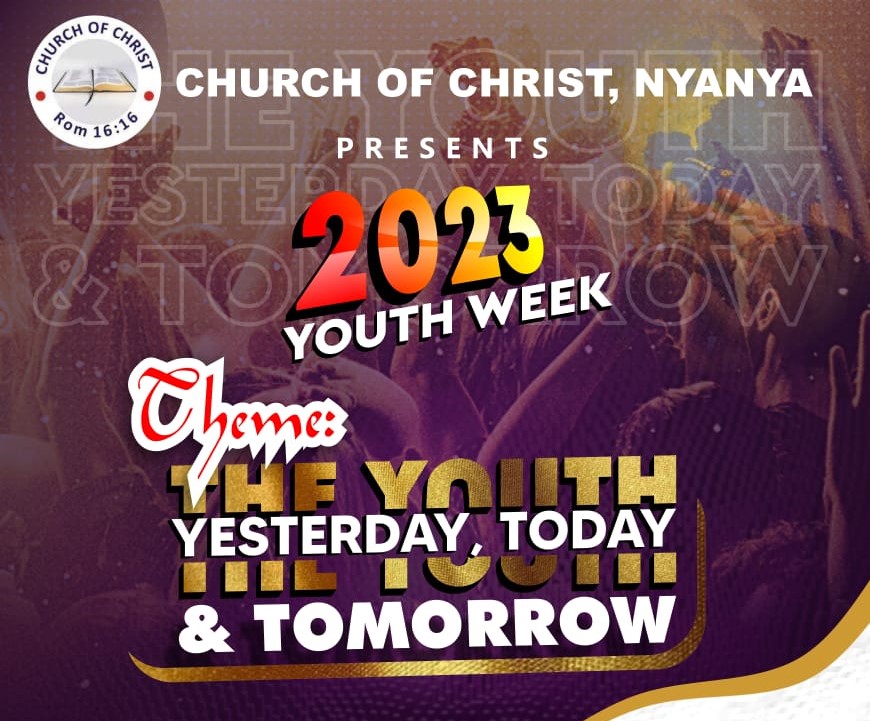 CHURCH OF CHRIST
Rom 16:16
CHURCH OF CHRIST, NYANYA
PRESENTS
THE YOUTH
YESTERDAY, TODAY
& TOMORROW
2023
YOUTH WEEK
Theme:
THE YOUTH
YESTERDAY, TODAY
& TOMORROW